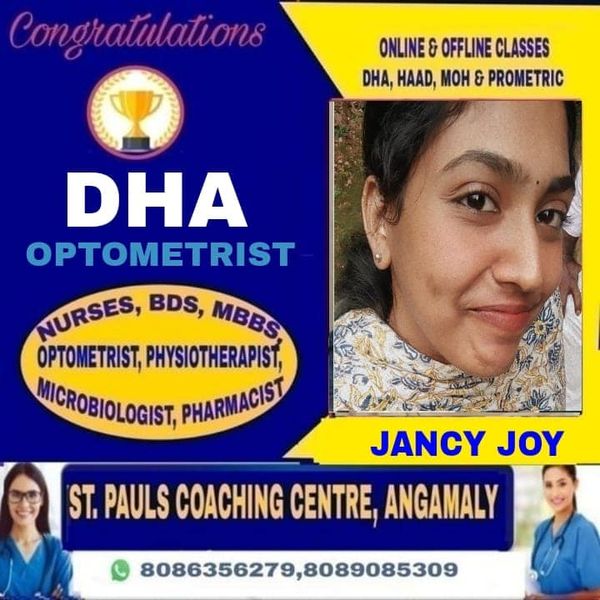 Congratulations
ONLINE & OFFLINE CLASSES
DHA, HAAD, MOH & PROMETRIC
DHA
OPTOMETRIST
NURSES, BDS, MBBS,
OPTOMETRIST, PHYSIOTHERAPIST,
MICROBIOLOGIST, PHARMACIST
JANCY JOY
ST. PAULS COACHING CENTRE, ANGAMALY
8086356279,8089085309